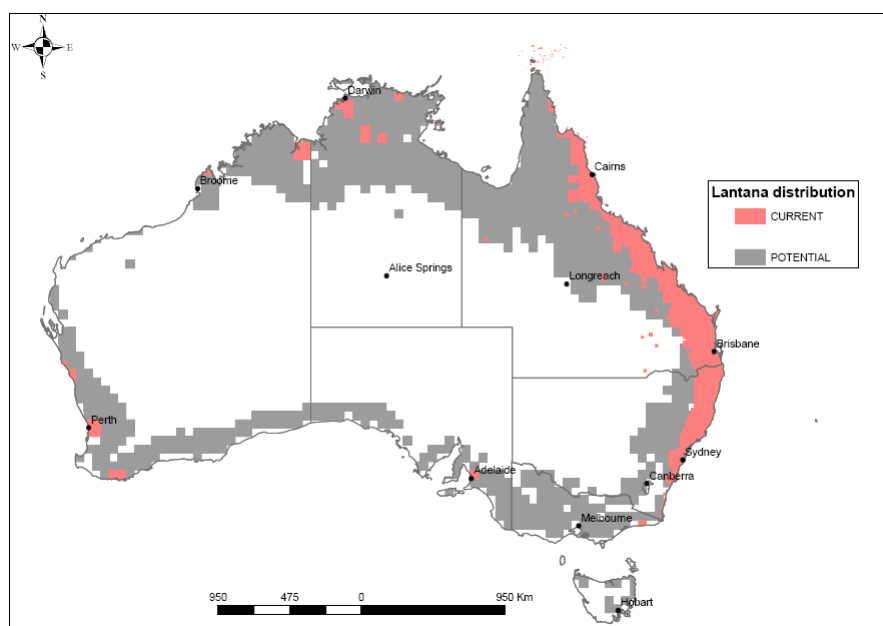 N
W E
S
Darwin
Cairns
Broome
Lantana distribution
CURRENT
POTENTIAL
Alice Springs
Longreach
Brisbane
Perth
Sydney
Adelaide
Canberra
Melbourne
950 475 0 950 Km
Hobart